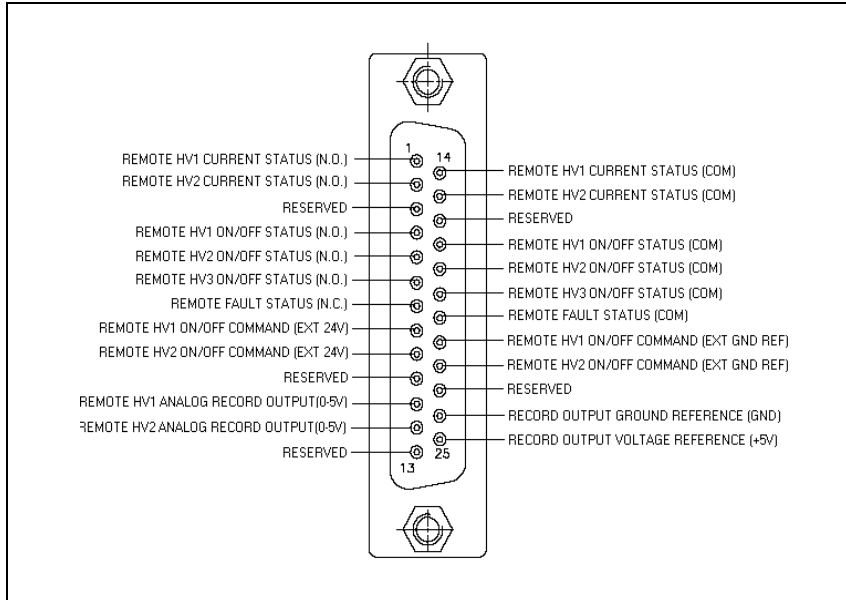 1
14
REMOTE HV1 CURRENT STATUS (N.O.)
REMOTE HV2 CURRENT STATUS (N.O.)
RESERVED
REMOTE HV1 ON/OFF STATUS (N.O.)
REMOTE HV2 ON/OFF STATUS (N.O.)
REMOTE HV3 ON/OFF STATUS (N.O.)
REMOTE FAULT STATUS (N.C.)
REMOTE HV1 ON/OFF COMMAND (EXT 24V)
REMOTE HV2 ON/OFF COMMAND (EXT 24V)
RESERVED
REMOTE HV1 ANALOG RECORD OUTPUT(0-5V)
REMOTE HV2 ANALOG RECORD OUTPUT(0-5V)
RESERVED
REMOTE HV1 CURRENT STATUS (COM)
REMOTE HV2 CURRENT STATUS (COM)
RESERVED
REMOTE HV1 ON/OFF STATUS (COM)
REMOTE HV2 ON/OFF STATUS (COM)
REMOTE HV3 ON/OFF STATUS (COM)
REMOTE FAULT STATUS (COM)
REMOTE HV1 ON/OFF COMMAND (EXT GND REF)
REMOTE HV2 ON/OFF COMMAND (EXT GND REF)
RESERVED
RECORD OUTPUT GROUND REFERENCE (GND)
RECORD OUTPUT VOLTAGE REFERENCE (+5V)
13
25